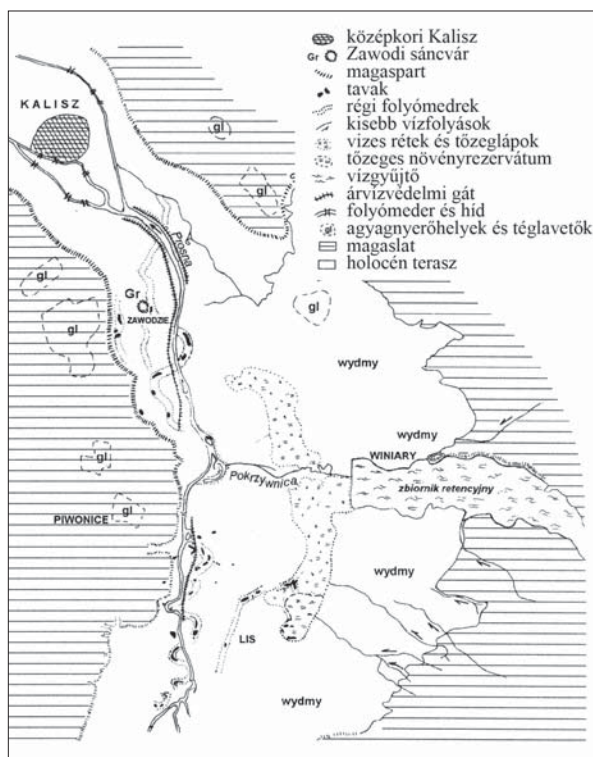 középkori Kalisz
Gr Zawodi sáncvár
magaspart
tavak
régi folyómedrek
kisebb vízfolyások
vizes rétek és tőzeglápok
tőzeges növényrezervátum
vízgyűjtő
árvízvédelmi gát
folyómeder és híd
agyagnyerőhelyek és téglavetők
magaslat
holocén terasz
KALISZ
gl
gl
Prosna
gl
Gr
ZAWODZIE
gl
gl
wydmy
wydmy
WINIARY
gl
Pokrzywnica
zbiornik retencyjny
gl
PIWONICE
wydmy
LIS
wydmy